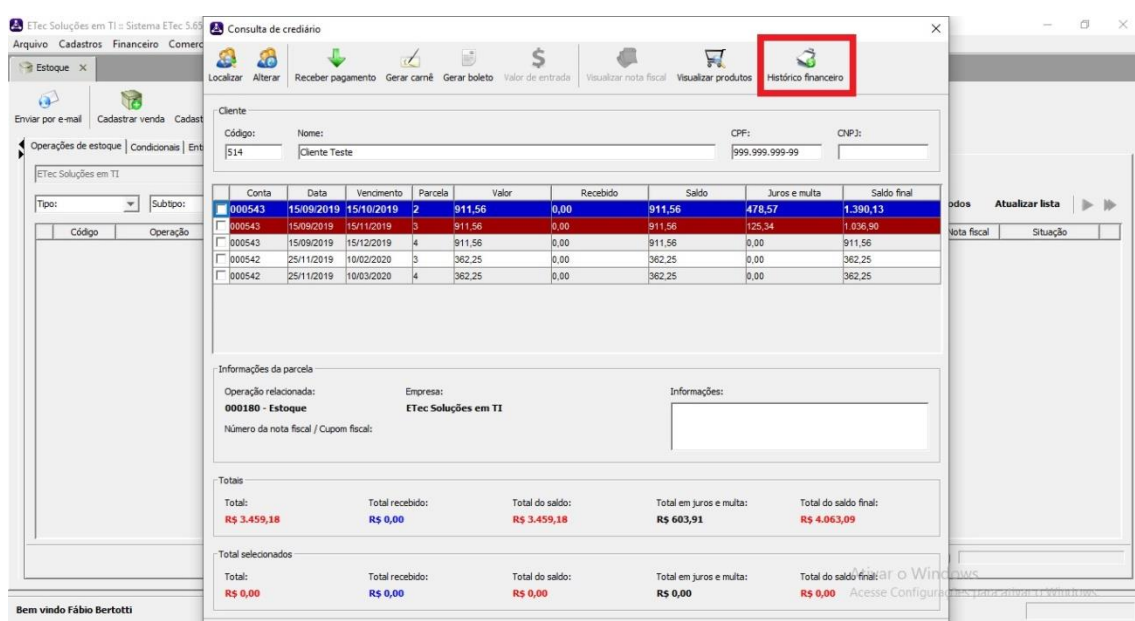 ETec Soluções em TI :: Sistema ETec 5.65
Arquivo Cadastros Financeiro Comerc
Estoque
Enviar por e-mail Cadastrar venda Cadast
Operações de estoque Condicionais Ent
ETec Soluções em TI
Tipo: Subtipo:
Código Operação
Consulta de crediário
Localizar Alterar Receber pagamento Gerar carnê Gerar boleto Valor de entrada Visualizar nota fiscal Visualizar produtos Histórico financeiro
Cliente
Código: Nome: CPF: CNPJ:
514 Cliente Teste 999.999.999-99
Conta Data Vencimento Parcela Valor Recebido Saldo Juros e multa Saldo final
000543 15/09/2019 15/10/2019 2 911,56 0,00 911,56 478,57 1.390,13
000543 15/09/2019 15/11/2019 3 911,56 0,00 911,56 125,34 1.036,90
000543 15/09/2019 15/12/2019 4 911,56 0,00 911,56 0,00 911,56
000542 25/11/2019 10/02/2020 3 362,25 0,00 362,25 0,00 362,25
000542 25/11/2019 10/03/2020 4 362,25 0,00 362,25 0,00 362,25
Informações da parcela
Operação relacionada: Empresa: Informações:
000180 - Estoque ETec Soluções em TI
Número da nota fiscal / Cupom fiscal:
Totais
Total: Total recebido: Total do saldo: Total em juros e multa: Total do saldo final:
R$ 3.459,18 R$ 0,00 R$ 3.459,18 R$ 603,91 R$ 4.063,09
Total selecionados
Total: Total recebido: Total do saldo: Total em juros e multa: Total do saldo final:
R$ 0,00 R$ 0,00 R$ 0,00 R$ 0,00 R$ 0,00
odos Atualizar lista
Nota fiscal Situação
Ativar o Windows
Acesse Configurações para ativar o Windows.
Bem vindo Fábio Bertotti